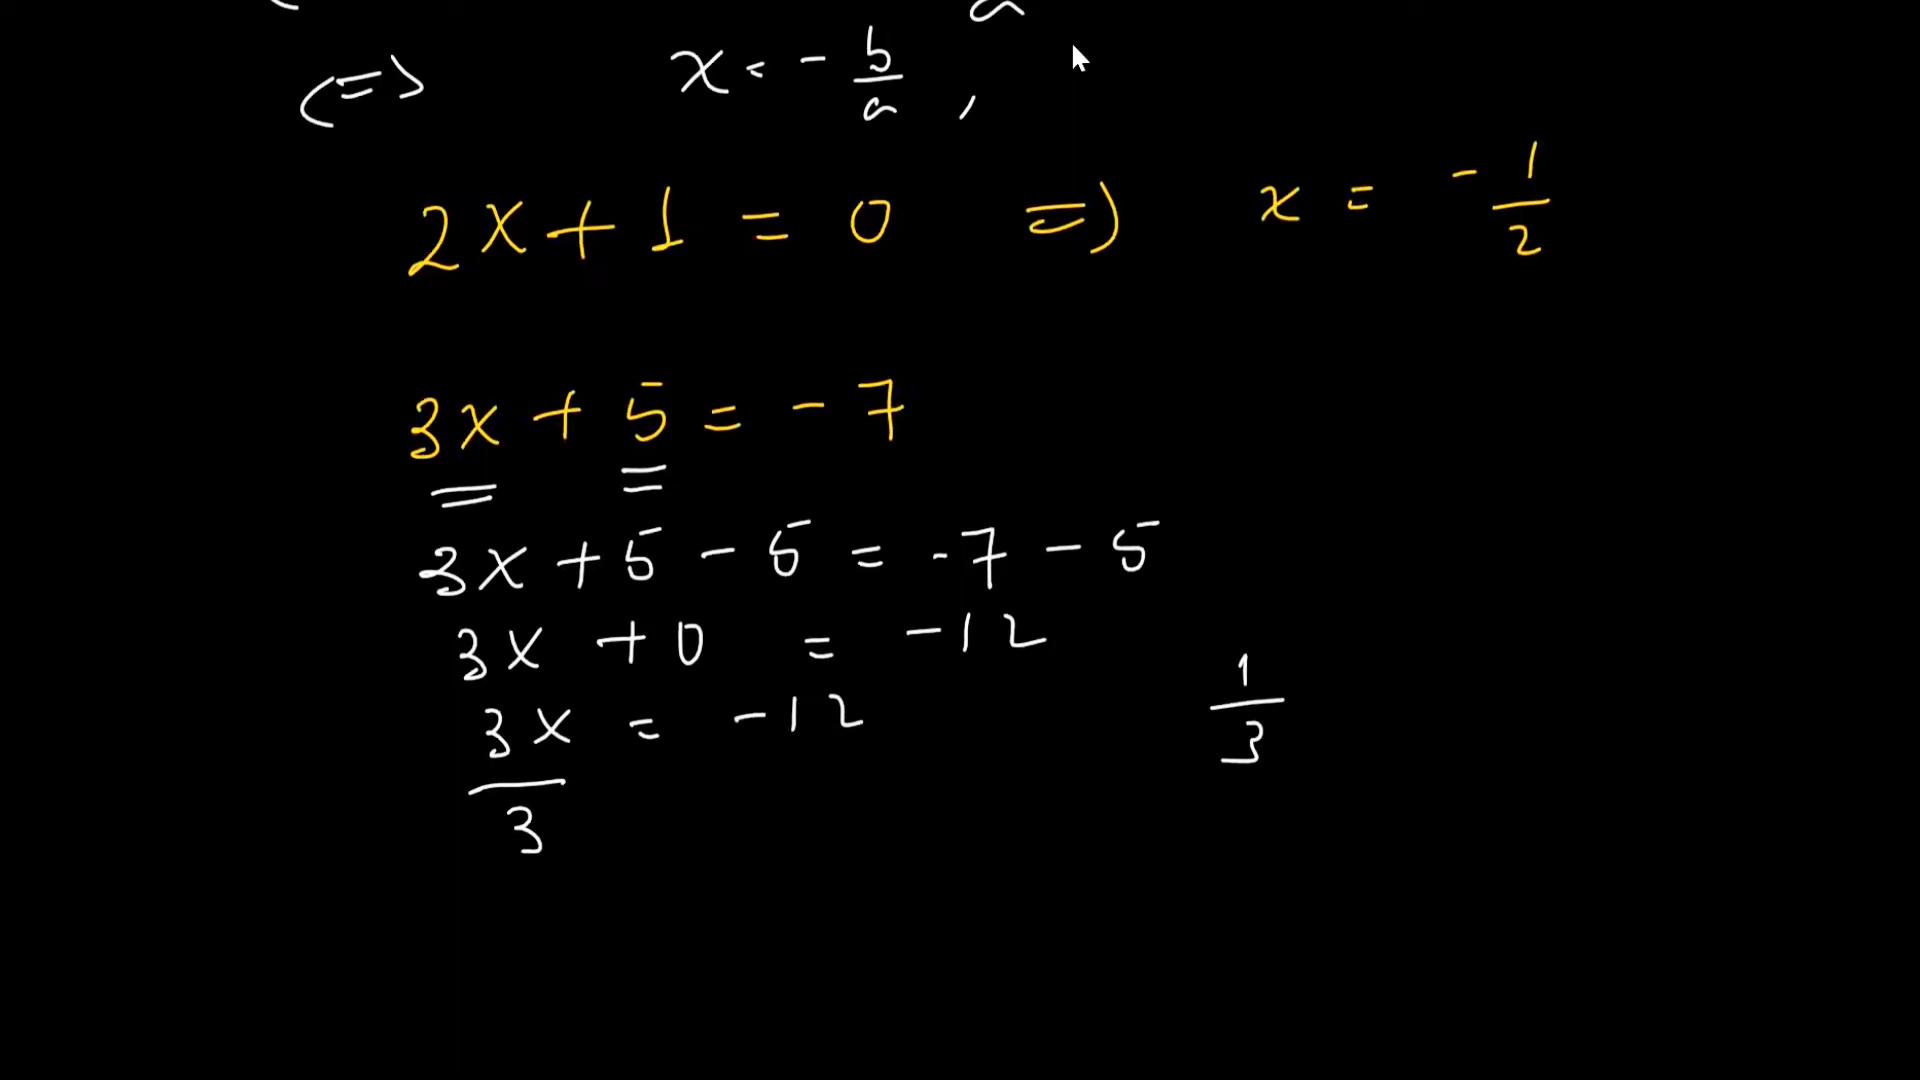 (=> x = - b/a ,
2x + 1 = 0 => x = - 1/2
3x + 5 = - 7
3x + 5 - 5 = -7 - 5
3x + 0 = -12
3x/3 = -12 1/3